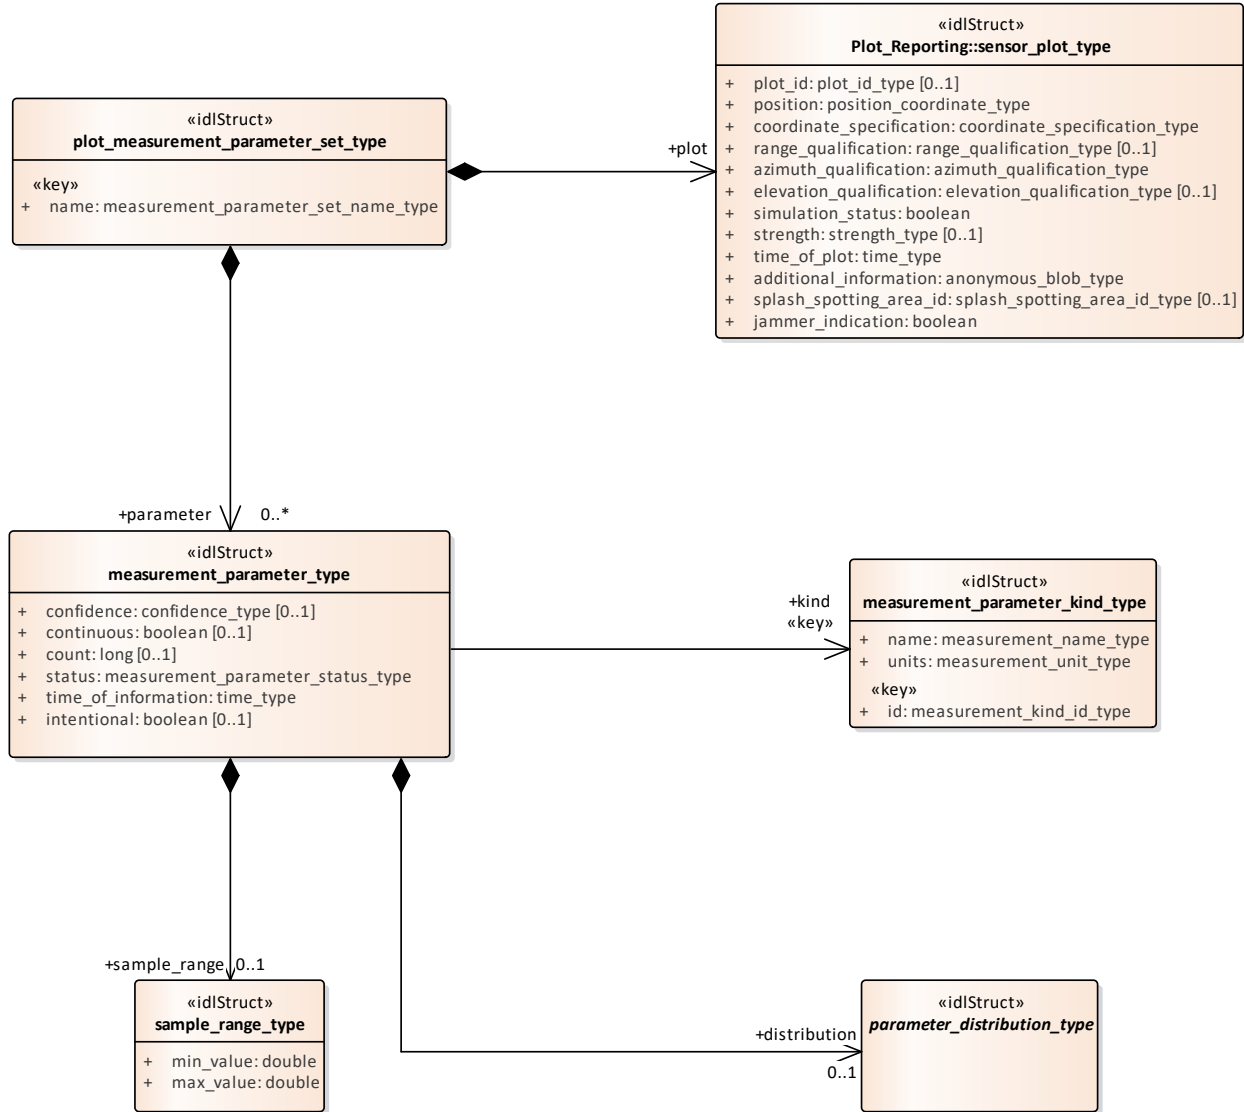 «idlStruct»
Plot_Reporting::sensor_plot_type
+ plot_id: plot_id_type [0..1]
+ position: position_coordinate_type
+ coordinate_specification: coordinate_specification_type
+ range_qualification: range_qualification_type [0..1]
+ azimuth_qualification: azimuth_qualification_type
+ elevation_qualification: elevation_qualification_type [0..1]
+ simulation_status: boolean
+ strength: strength_type [0..1]
+ time_of_plot: time_type
+ additional_information: anonymous_blob_type
+ splash_spotting_area_id: splash_spotting_area_id_type [0..1]
+ jammer_indication: boolean
«idlStruct»
plot_measurement_parameter_set_type
«key»
+ name: measurement_parameter_set_name_type
+plot
+parameter 0..*
«idlStruct»
measurement_parameter_type
+ confidence: confidence_type [0..1]
+ continuous: boolean [0..1]
+ count: long [0..1]
+ status: measurement_parameter_status_type
+ time_of_information: time_type
+ intentional: boolean [0..1]
+kind
«key»
«idlStruct»
measurement_parameter_kind_type
+ name: measurement_name_type
+ units: measurement_unit_type
«key»
+ id: measurement_kind_id_type
+sample_range 0..1
«idlStruct»
sample_range_type
+ min_value: double
+ max_value: double
+distribution
0..1
«idlStruct»
parameter_distribution_type